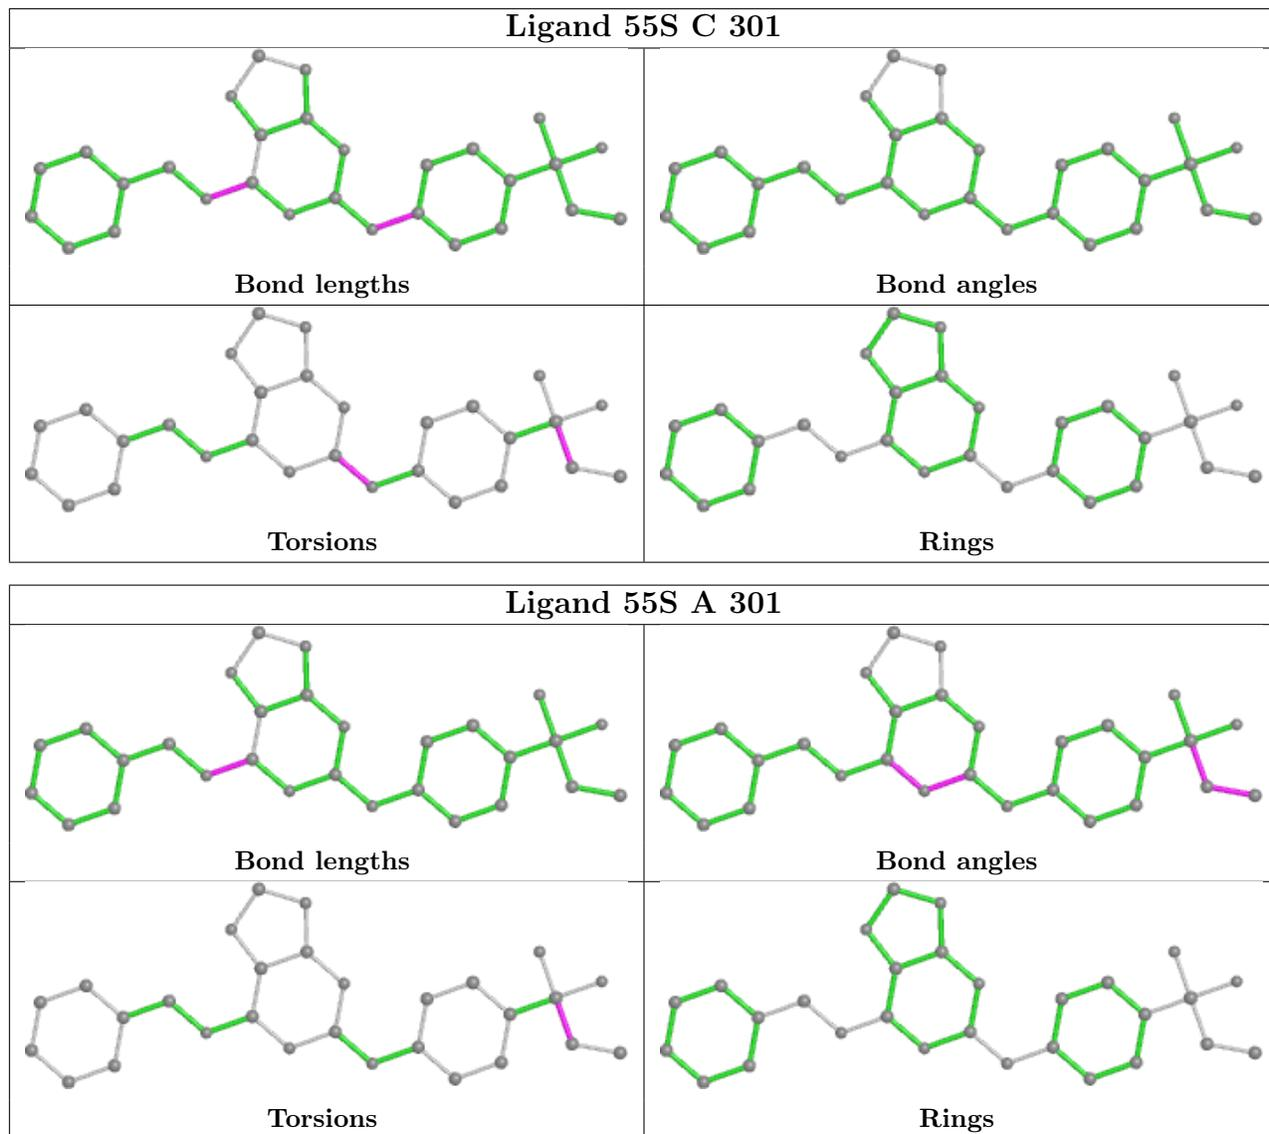 Ligand 55S C 301
Bond lengths
Bond angles
Torsions
Rings
Ligand 55S A 301
Bond lengths
Bond angles
Torsions
Rings